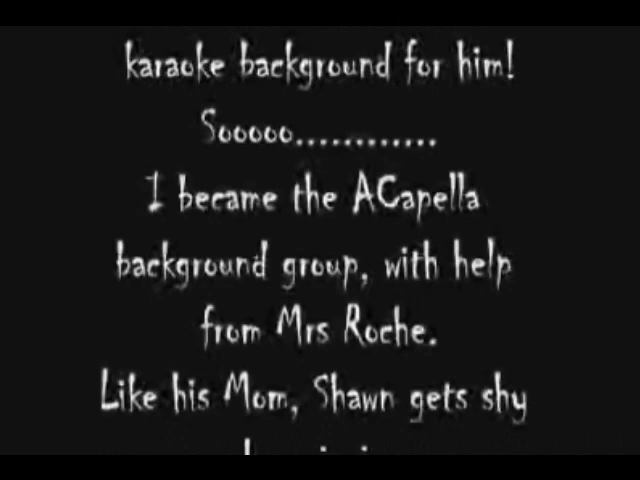 karaoke background for him!
Sooooo............
I became the ACapella
background group, with help
from Mrs Roche.
Like his Mom, Shawn gets shy